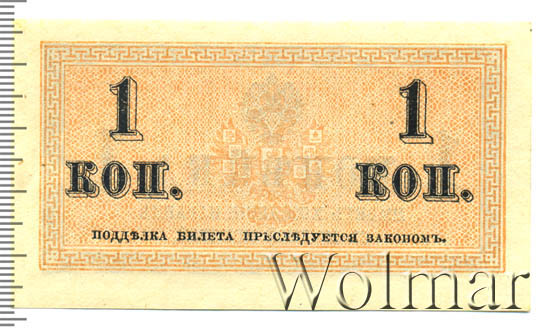 1 1
КОП. КОП.
ПОДДѢЛКА БИЛЕТА ПРЕСЛѢДУЕТСЯ ЗАКОНОМЪ.
Wolmar